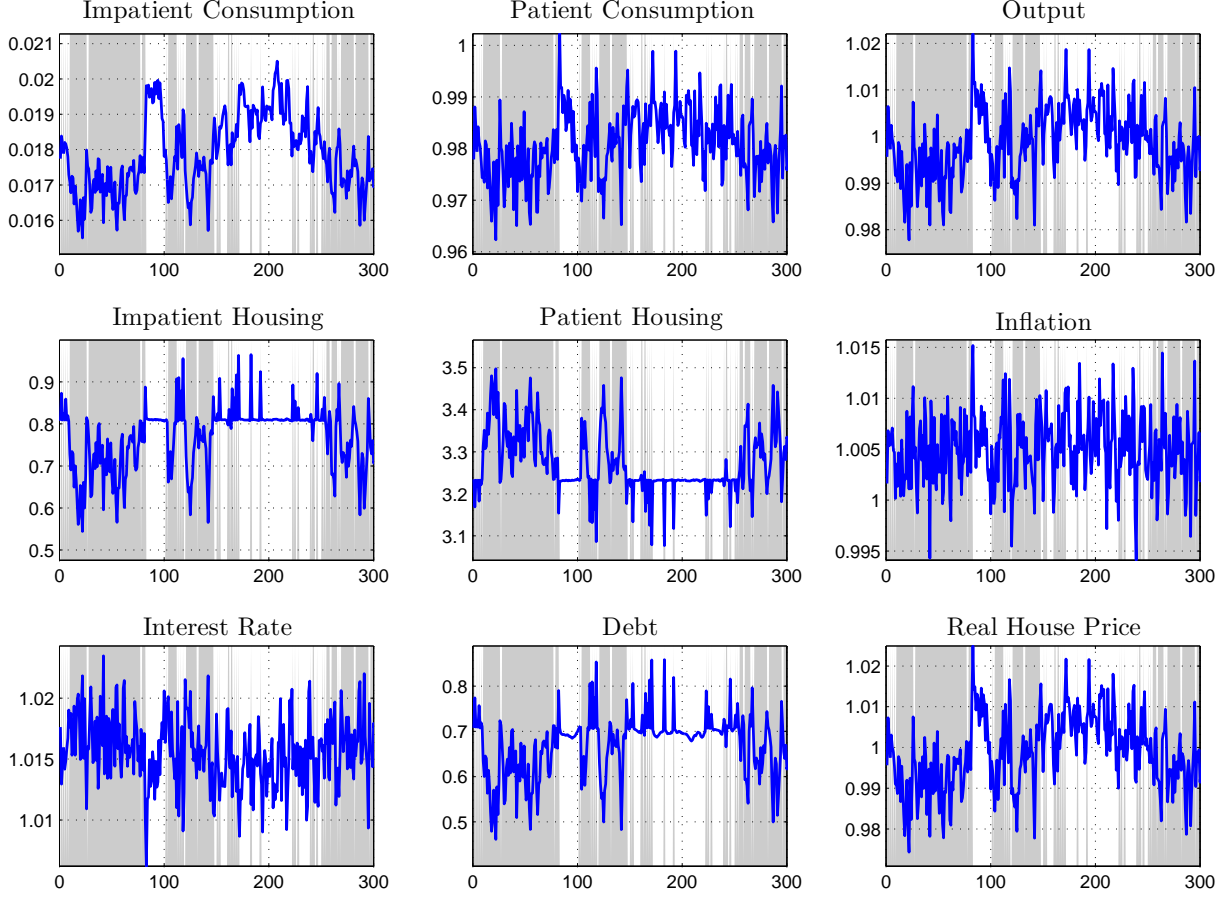 Impatient Consumption
0.021
0.02
0.019
0.018
0.017
0.016
0 100 200 300
Patient Consumption
1
0.99
0.98
0.97
0.96
0 100 200 300
Output
1.02
1.01
1
0.99
0.98
0 100 200 300
Impatient Housing
0.9
0.8
0.7
0.6
0.5
0 100 200 300
Patient Housing
3.5
3.4
3.3
3.2
3.1
0 100 200 300
Inflation
1.015
1.01
1.005
1
0.995
0 100 200 300
Interest Rate
1.02
1.015
1.01
0 100 200 300
Debt
0.8
0.7
0.6
0.5
0 100 200 300
Real House Price
1.02
1.01
1
0.99
0.98
0 100 200 300